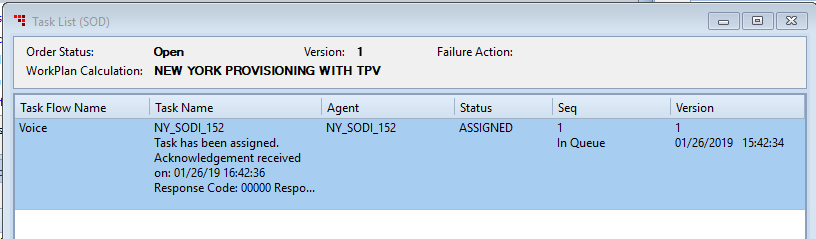 Task List (SOD)
Order Status: Open Version: 1 Failure Action:
WorkPlan Calculation: NEW YORK PROVISIONING WITH TPV
Task Flow Name Task Name Agent Status Seq Version
Voice NY_SODI_152 NY_SODI_152 ASSIGNED 1 1
Task has been assigned. In Queue 01/26/2019 15:42:34
Acknowledgement received
on: 01/26/19 16:42:36
Response Code: 00000 Respo...